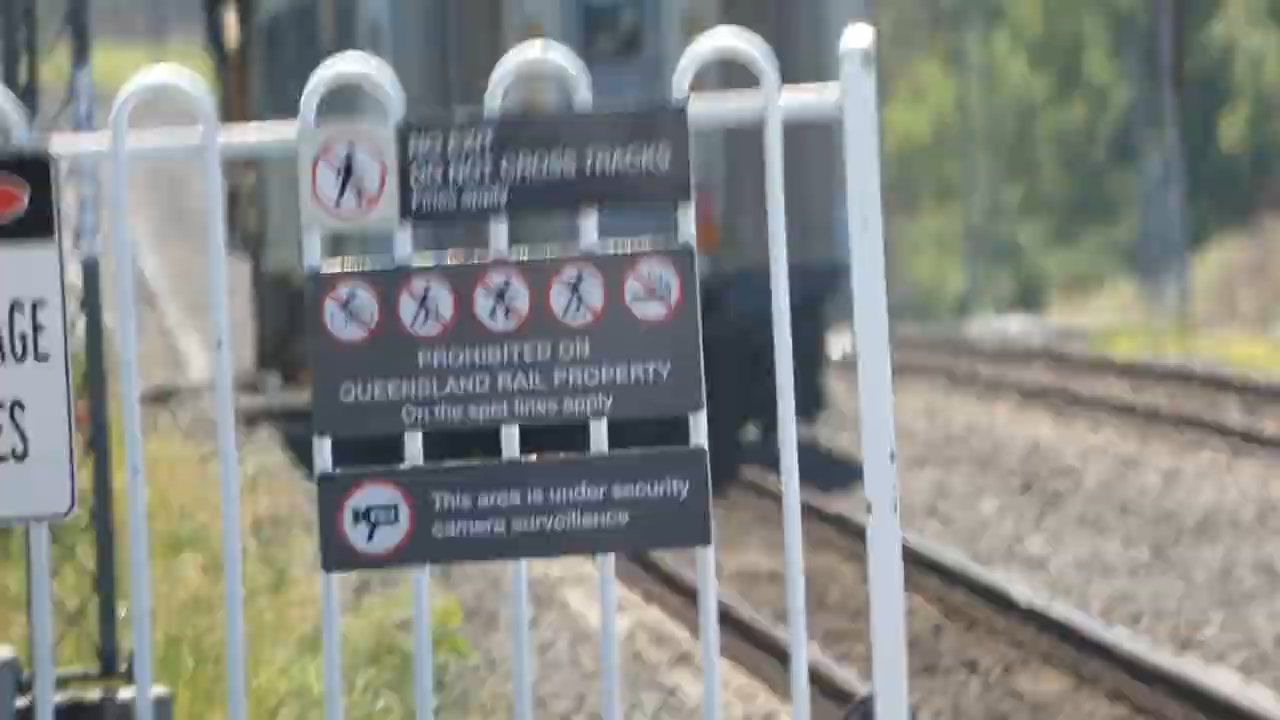 NO EXIT
DO NOT CROSS TRACKS
Fines apply
PROHIBITED ON
QUEENSLAND RAIL PROPERTY
On the spot fines apply
This area is under security
camera surveillance
AGE
ES